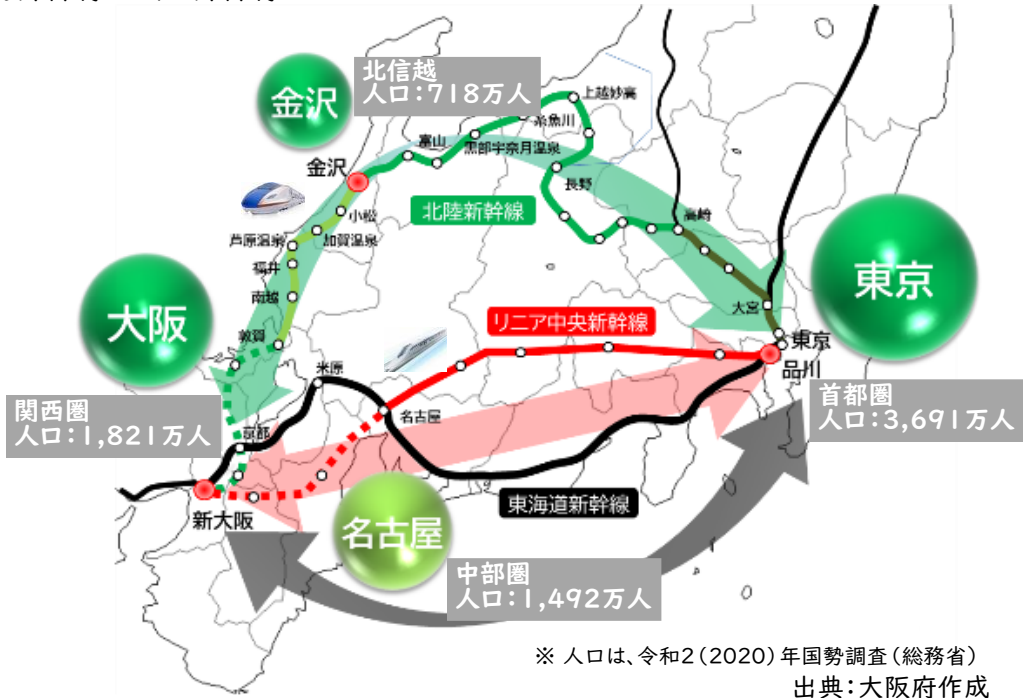 北信越
人口:718万人
金沢
上越妙高
糸魚川
富山
黒部宇奈月温泉
金沢
長野
北陸新幹線
小松
高崎
芦原温泉
加賀温泉
福井
東京
南越
大阪
大宮
リニア中央新幹線
敦賀
東京
米原
品川
関西圏
人口:1,821万人
首都圏
人口:3,691万人
名古屋
京都
東海道新幹線
新大阪
名古屋
中部圏
人口:1,492万人
※ 人口は、令和2(2020)年国勢調査(総務省)
出典:大阪府作成